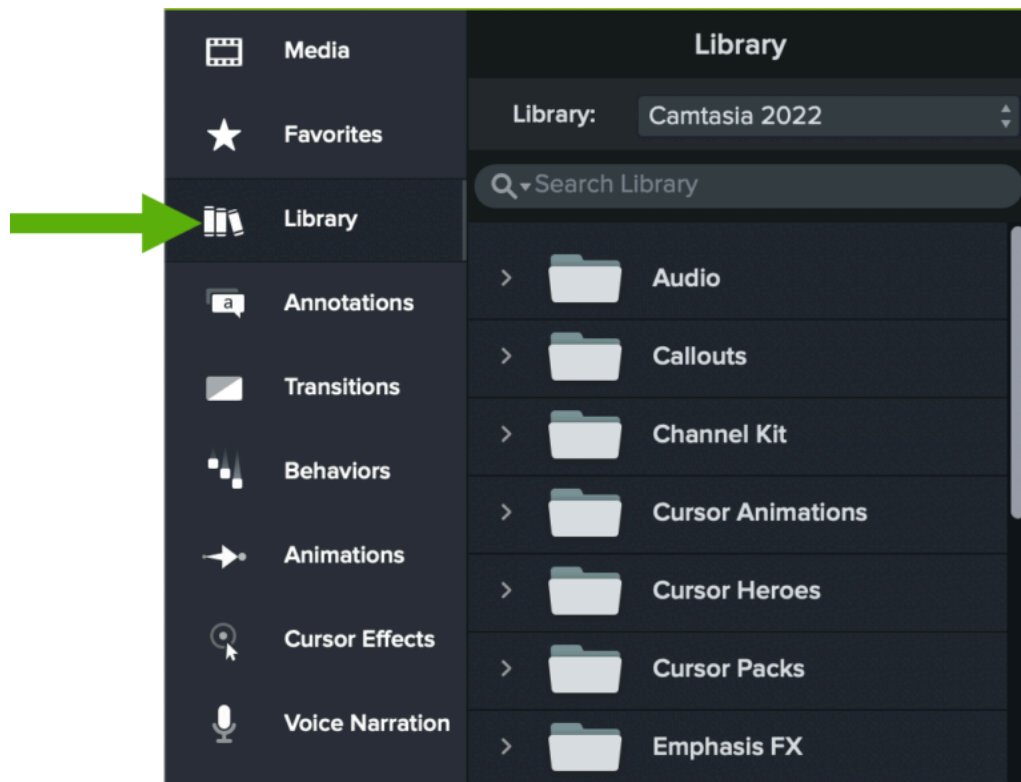 Media
Favorites
Library
a
Annotations
Transitions
Behaviors
Animations
Cursor Effects
Voice Narration
Library
Library: Camtasia 2022
Search Library
Audio
Callouts
Channel Kit
Cursor Animations
Cursor Heroes
Cursor Packs
Emphasis FX